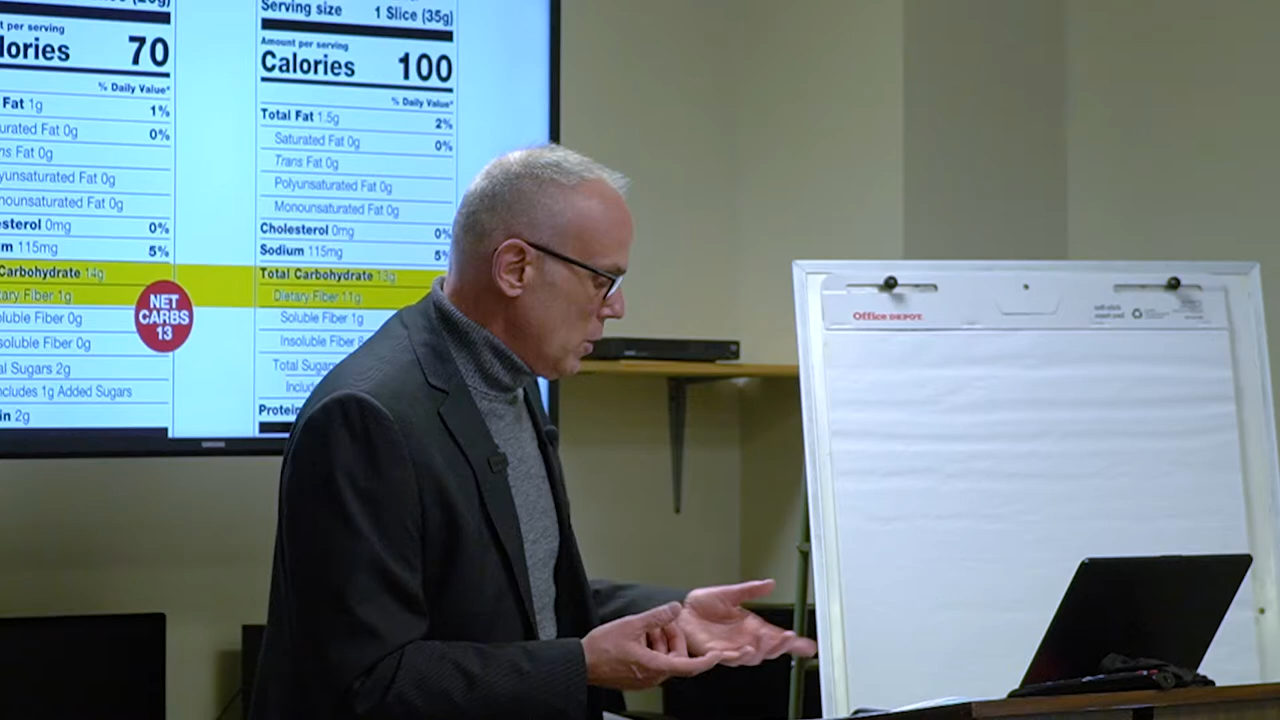 t per serving
lories 70
% Daily Value*
Fat 1g 1%
urated Fat 0g 0%
ns Fat 0g
yunsaturated Fat 0g
nounsaturated Fat 0g
esterol 0mg 0%
m 115mg 5%
Carbohydrate 14g
tary Fiber 1g
oluble Fiber 0g
soluble Fiber 0g
al Sugars 2g
ncludes 1g Added Sugars
in 2g
NET
CARBS
13
Serving size 1 Slice (35g)
Amount per serving
Calories 100
% Daily Value*
Total Fat 1.5g 2%
Saturated Fat 0g 0%
Trans Fat 0g
Polyunsaturated Fat 0g
Monounsaturated Fat 0g
Cholesterol 0mg 0%
Sodium 115mg 5%
Total Carbohydrate 13g
Dietary Fiber 11g
Soluble Fiber 1g
Insoluble Fiber
Total Sugar
Includ
Protein
Office DEPOT